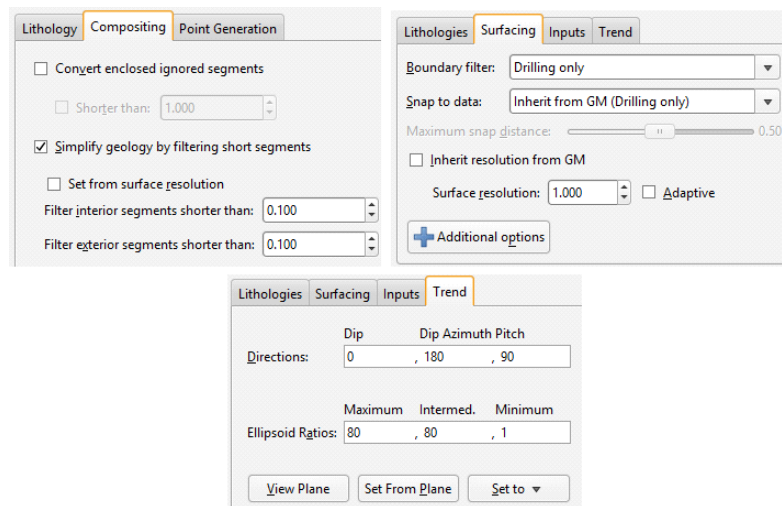 Lithology Compositing Point Generation
Convert enclosed ignored segments
Shorter than: 1.000
Simplify geology by filtering short segments
Set from surface resolution
Filter interior segments shorter than: 0.100
Filter exterior segments shorter than: 0.100
Lithologies Surfacing Inputs Trend
Boundary filter: Drilling only
Snap to data: Inherit from GM (Drilling only)
Maximum snap distance: 0.50
Inherit resolution from GM
Surface resolution: 1.000 Adaptive
Additional options
Lithologies Surfacing Inputs Trend
Dip Dip Azimuth Pitch
Directions: 0 , 180 , 90
Maximum Intermed. Minimum
Ellipsoid Ratios: 80 , 80 , 1
View Plane Set From Plane Set to